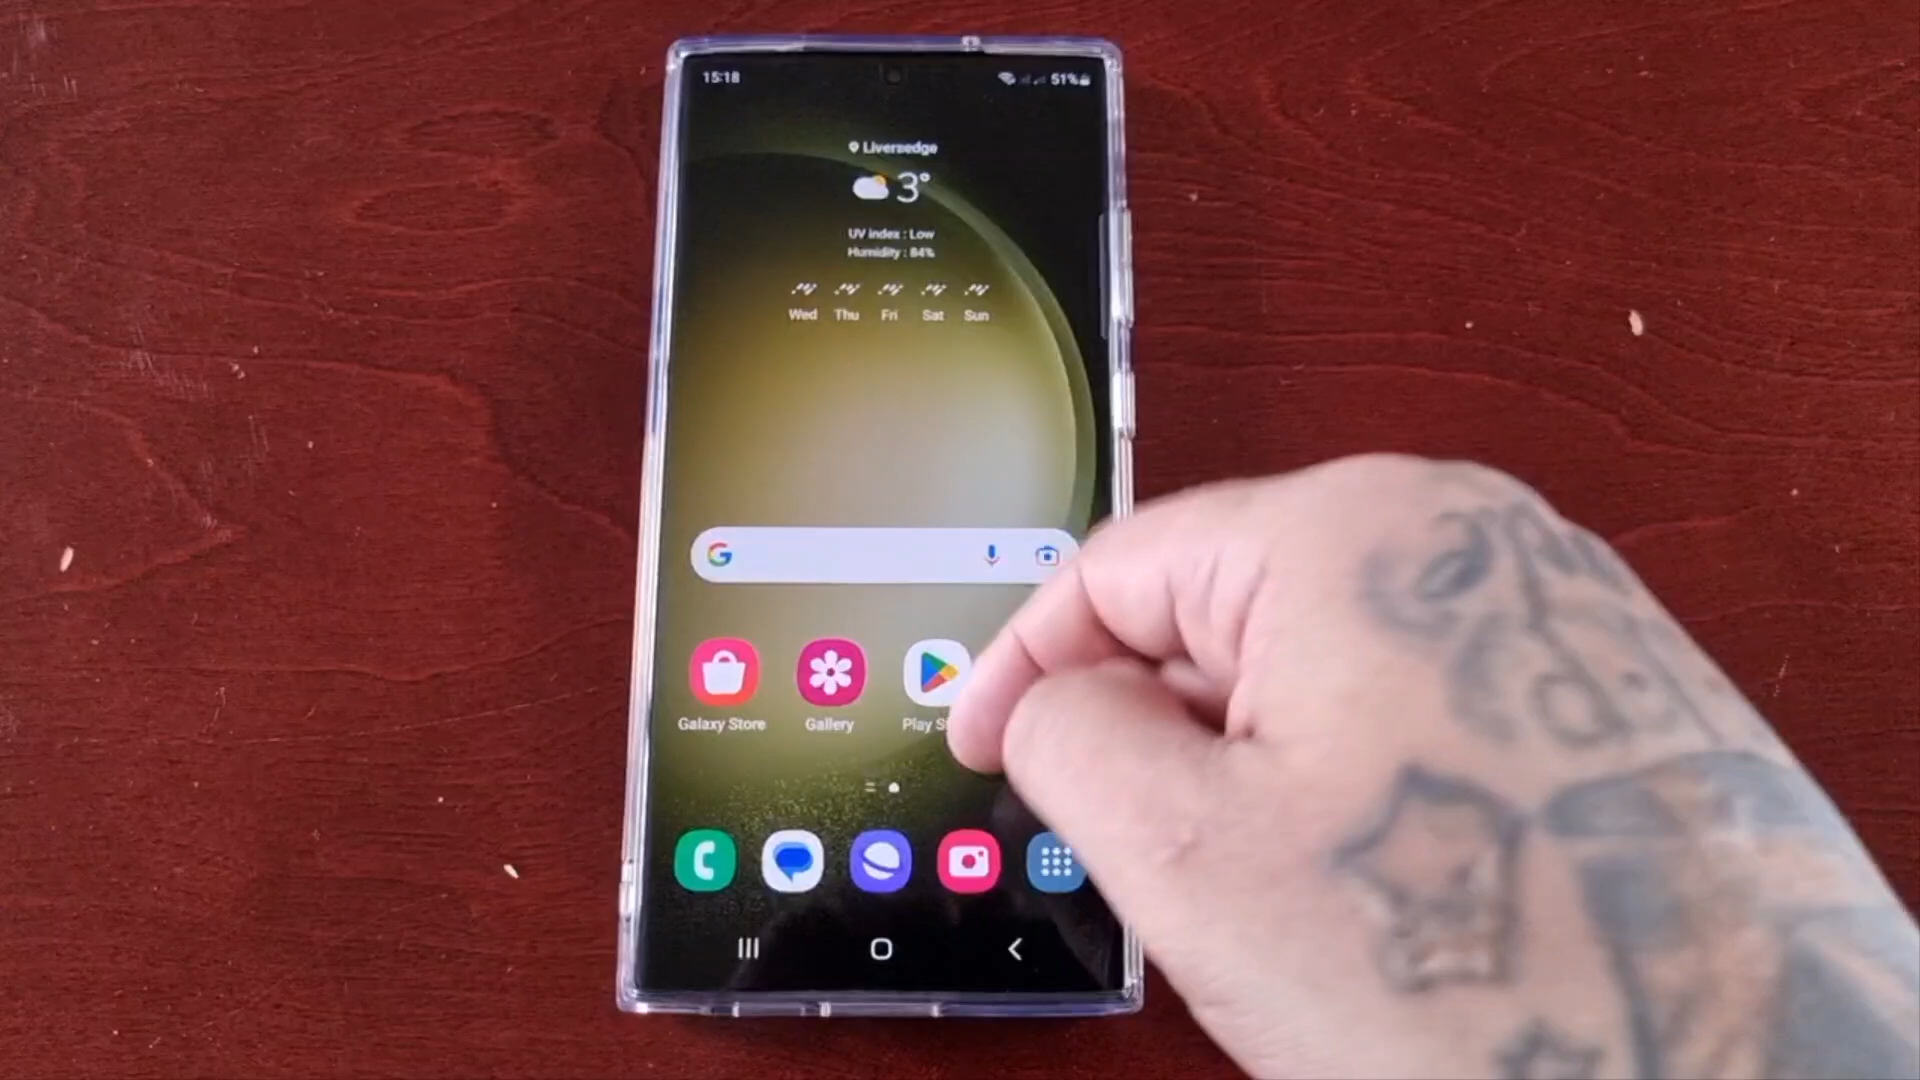 15:18
51%
Liversedge
3°
UV index : Low
Humidity : 84%
Wed Thu Fri Sat Sun
G
Galaxy Store Gallery Play